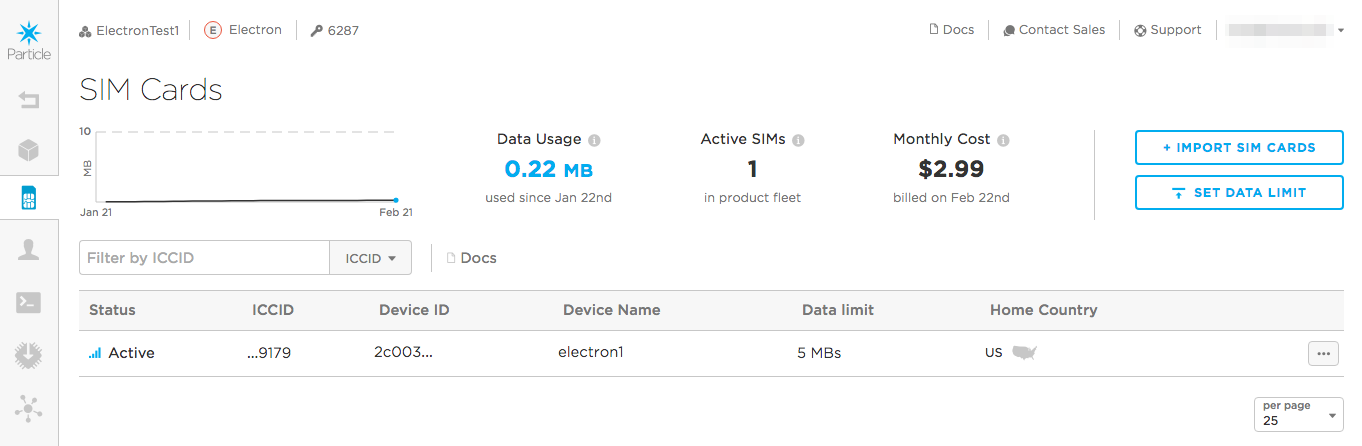 Particle
ElectronTest1 E Electron 6287 Docs Contact Sales Support
SIM Cards
10
MB
Jan 21 Feb 21
Data Usage i
0.22 MB
used since Jan 22nd
Active SIMs i
1
in product fleet
Monthly Cost i
$2.99
billed on Feb 22nd
+ IMPORT SIM CARDS
SET DATA LIMIT
Filter by ICCID ICCID Docs
Status ICCID Device ID Device Name Data limit Home Country
Active ...9179 2c003... electron1 5 MBs US
per page
25